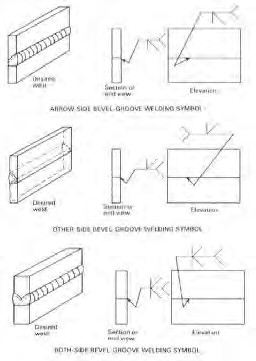 Desired
weld
Section or
end view
Elevation
ARROW-SIDE BEVEL-GROOVE WELDING SYMBOL
Desired
weld
Section or
end view
Elevation
OTHER SIDE BEVEL-GROOVE WELDING SYMBOL
Desired
weld
Section or
end view
Elevation
BOTH-SIDE BEVEL GROOVE WELDING SYMBOL